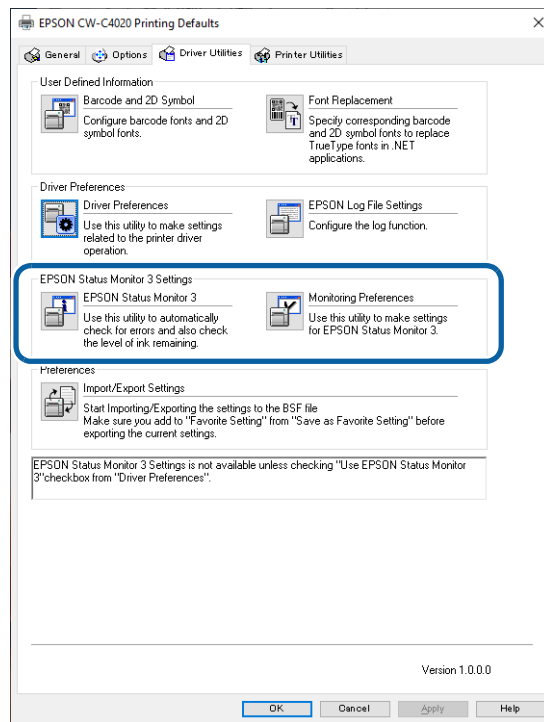 EPSON CW-C4020 Printing Defaults
General Options Driver Utilities Printer Utilities
User Defined Information
Barcode and 2D Symbol
Configure barcode fonts and 2D
symbol fonts.
Font Replacement
Specify corresponding barcode
and 2D symbol fonts to replace
TrueType fonts in .NET
applications.
Driver Preferences
Driver Preferences
Use this utility to make settings
related to the printer driver
operation.
EPSON Log File Settings
Configure the log function.
EPSON Status Monitor 3 Settings
EPSON Status Monitor 3
Use this utility to automatically
check for errors and also check
the level of ink remaining.
Monitoring Preferences
Use this utility to make settings
for EPSON Status Monitor 3.
Preferences
Import/Export Settings
Start Importing/Exporting the settings to the BSF file
Make sure you add to "Favorite Setting" from "Save as Favorite Setting" before
exporting the current settings.
EPSON Status Monitor 3 Settings is not available unless checking "Use EPSON Status Monitor
3"checkbox from "Driver Preferences".
Version 1.0.0.0
OK Cancel Apply Help